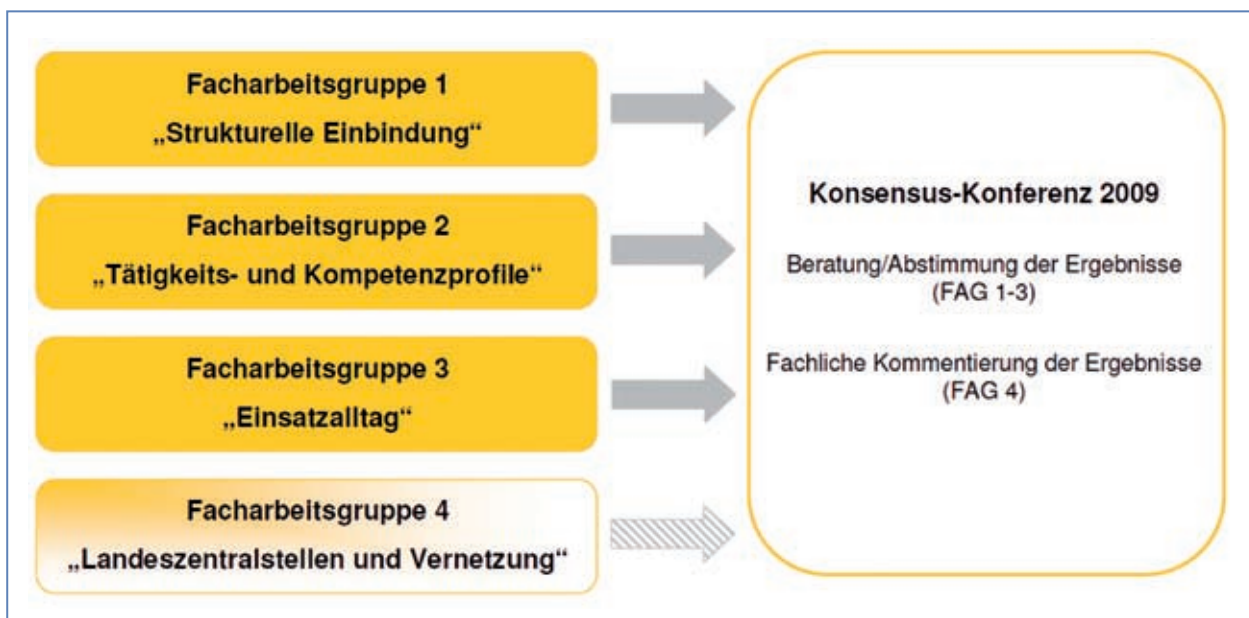 Facharbeitsgruppe 1
„Strukturelle Einbindung“
Facharbeitsgruppe 2
„Tätigkeits- und Kompetenzprofile“
Facharbeitsgruppe 3
„Einsatzalltag“
Facharbeitsgruppe 4
„Landeszentralstellen und Vernetzung“
Konsensus-Konferenz 2009
Beratung/Abstimmung der Ergebnisse
(FAG 1-3)
Fachliche Kommentierung der Ergebnisse
(FAG 4)